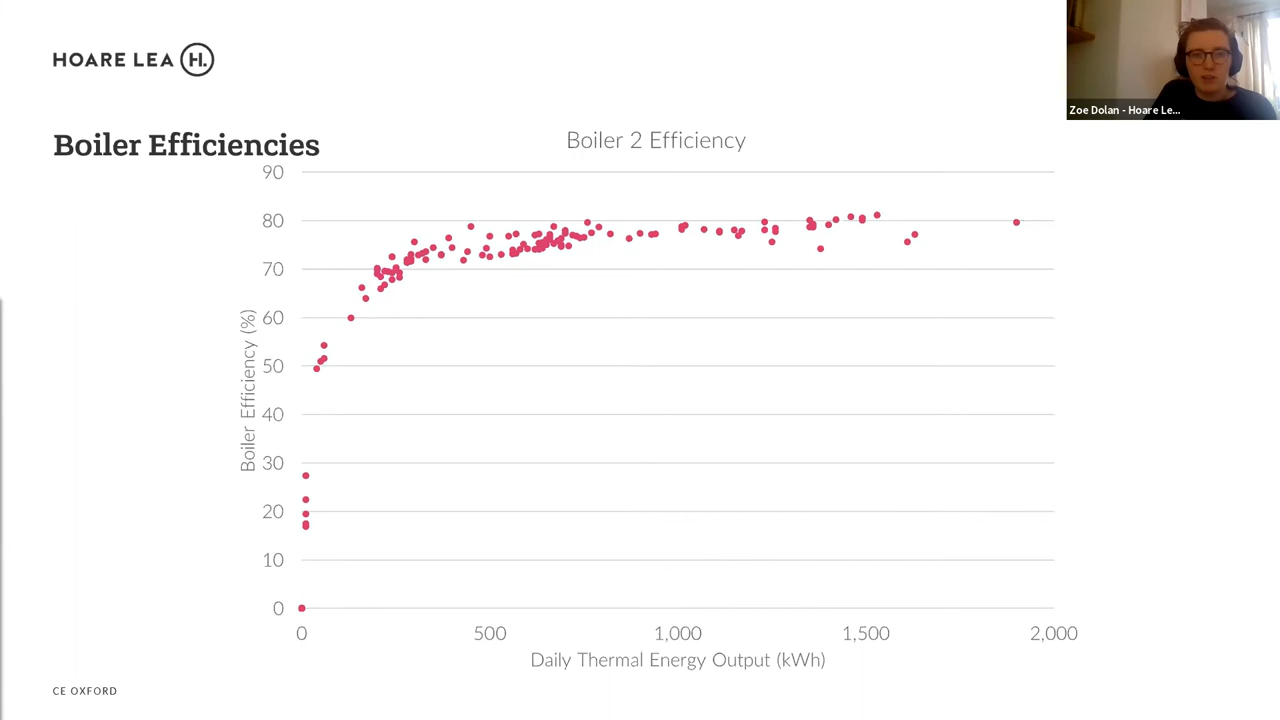 HOARE LEA H.
Zoe Dolan - Hoare Le...
Boiler Efficiencies
Boiler 2 Efficiency
90
80
70
60
50
40
30
20
10
0
Boiler Efficiency (%)
0 500 1,000 1,500 2,000
Daily Thermal Energy Output (kWh)
CE OXFORD